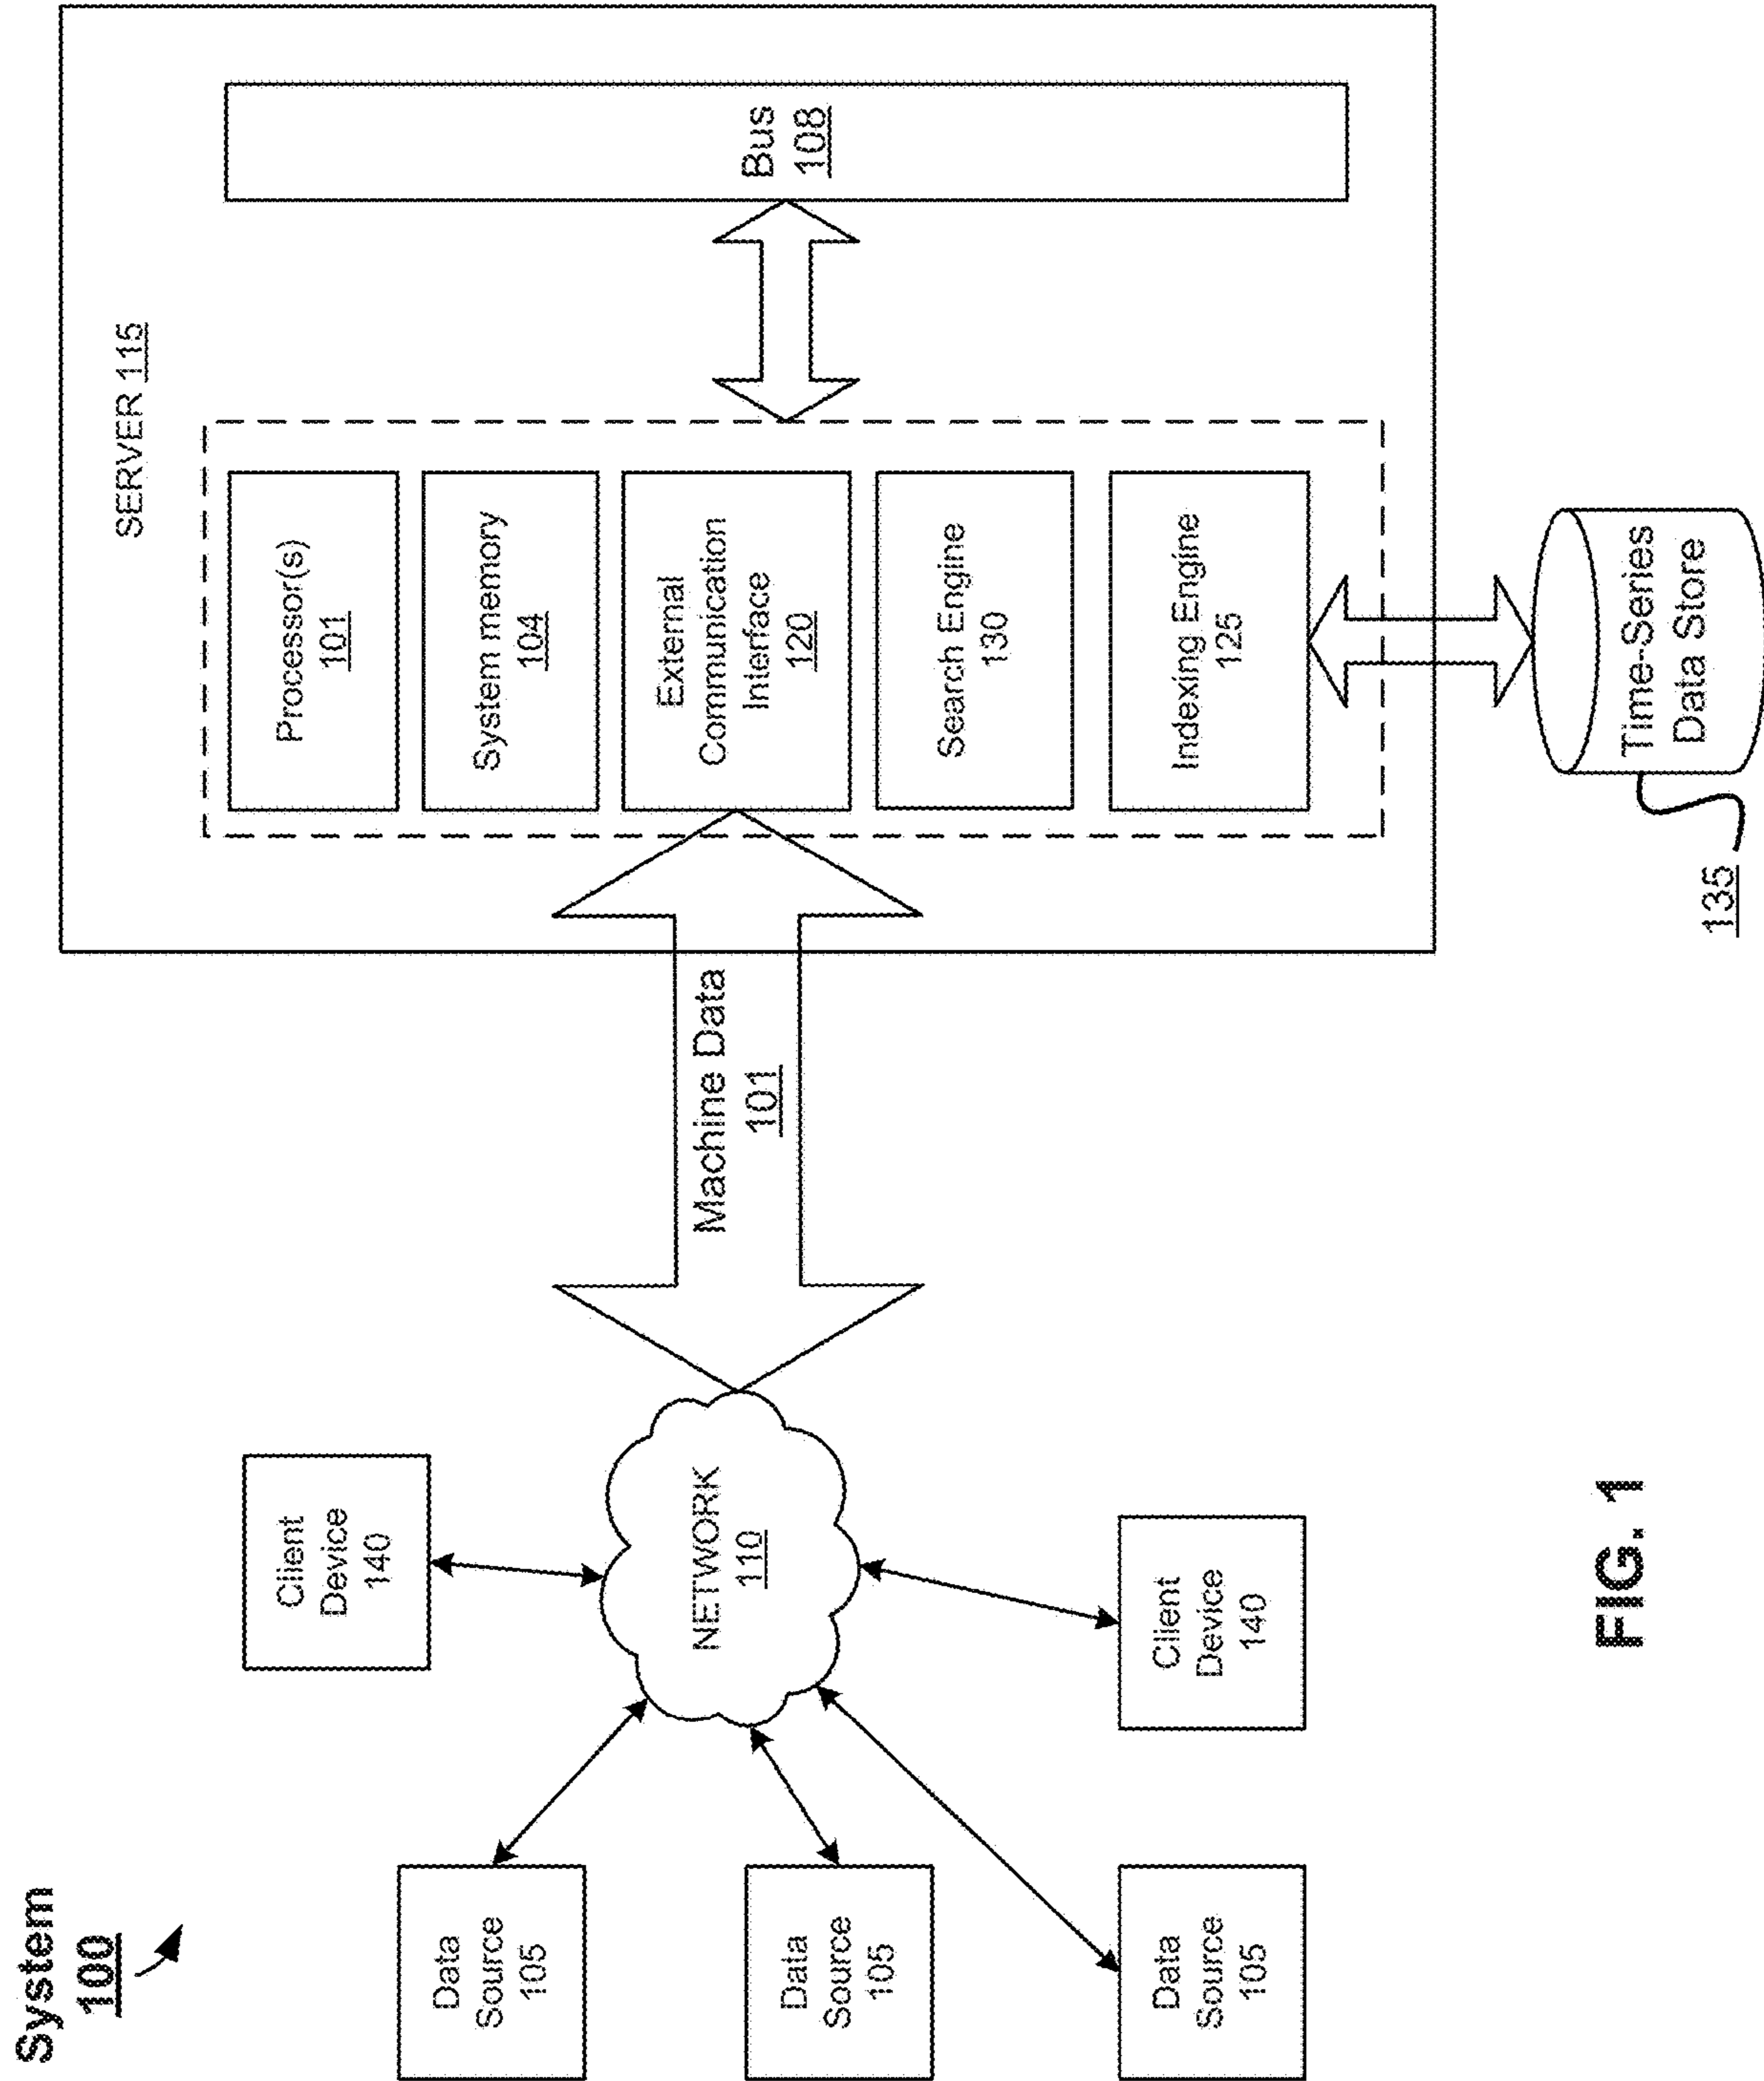 System
100
Data
Source
105
Data
Source
105
Data
Source
105
Client
Device
140
NETWORK
110
Client
Device
140
Machine Data
101
SERVER 115
Processor(s)
101
System memory
104
External
Communication
Interface
120
Search Engine
130
Indexing Engine
125
Bus
108
135
Time-Series
Data Store
FIG. 1